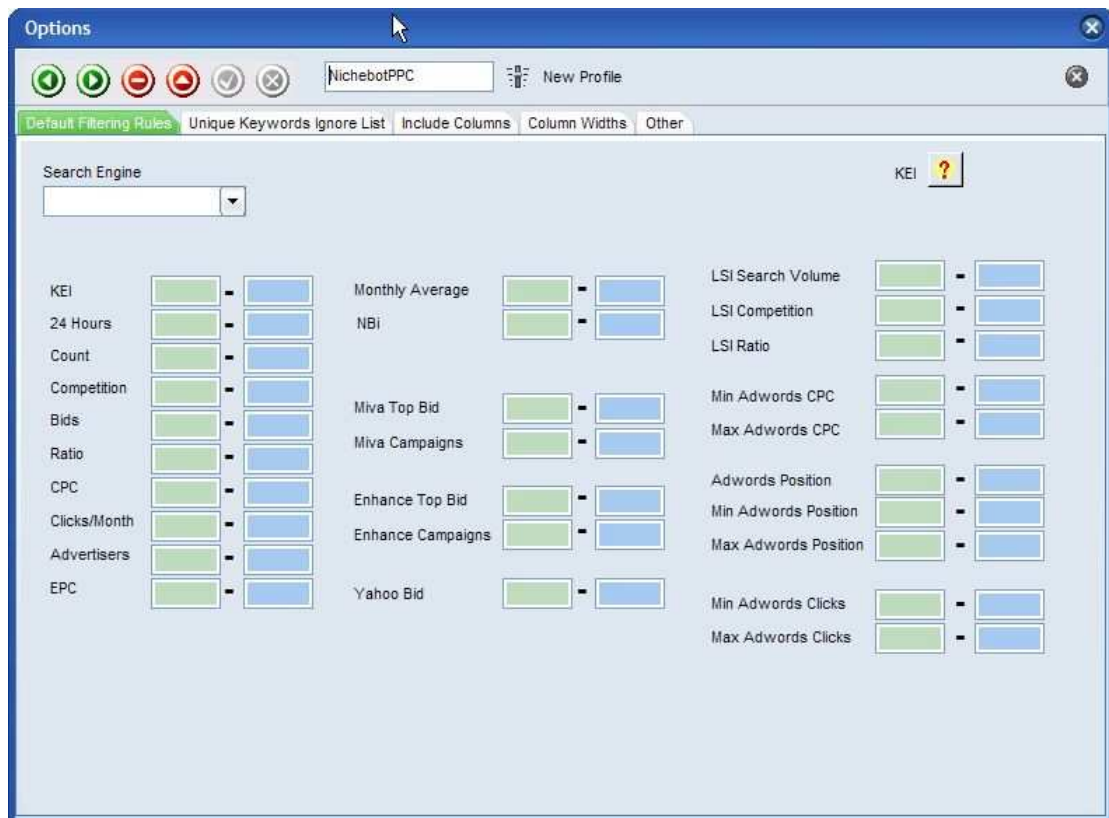 Options
NichebotPPC New Profile
Default Filtering Rules Unique Keywords Ignore List Include Columns Column Widths Other
Search Engine
KEI ?
KEI -
24 Hours -
Count -
Competition -
Bids -
Ratio -
CPC -
Clicks/Month -
Advertisers -
EPC -
Monthly Average -
NBi -
Miva Top Bid -
Miva Campaigns -
Enhance Top Bid -
Enhance Campaigns -
Yahoo Bid -
LSI Search Volume -
LSI Competition -
LSI Ratio -
Min Adwords CPC -
Max Adwords CPC -
Adwords Position -
Min Adwords Position -
Max Adwords Position -
Min Adwords Clicks -
Max Adwords Clicks -